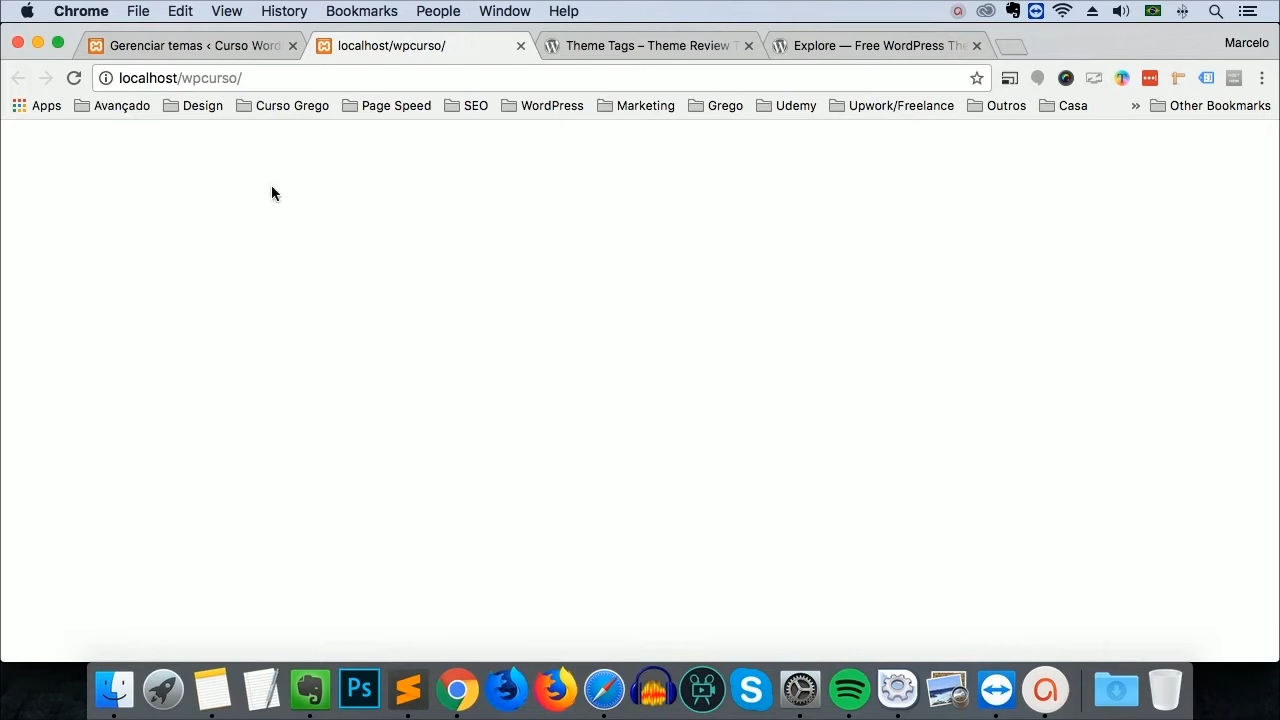 Chrome File Edit View History Bookmarks People Window Help
Gerenciar temas ‹ Curso Word localhost/wpcurso/ Theme Tags – Theme Review T Explore — Free WordPress The Marcelo
localhost/wpcurso/
Apps Avançado Design Curso Grego Page Speed SEO WordPress Marketing Grego Udemy Upwork/Freelance Outros Casa » Other Bookmarks
Ps